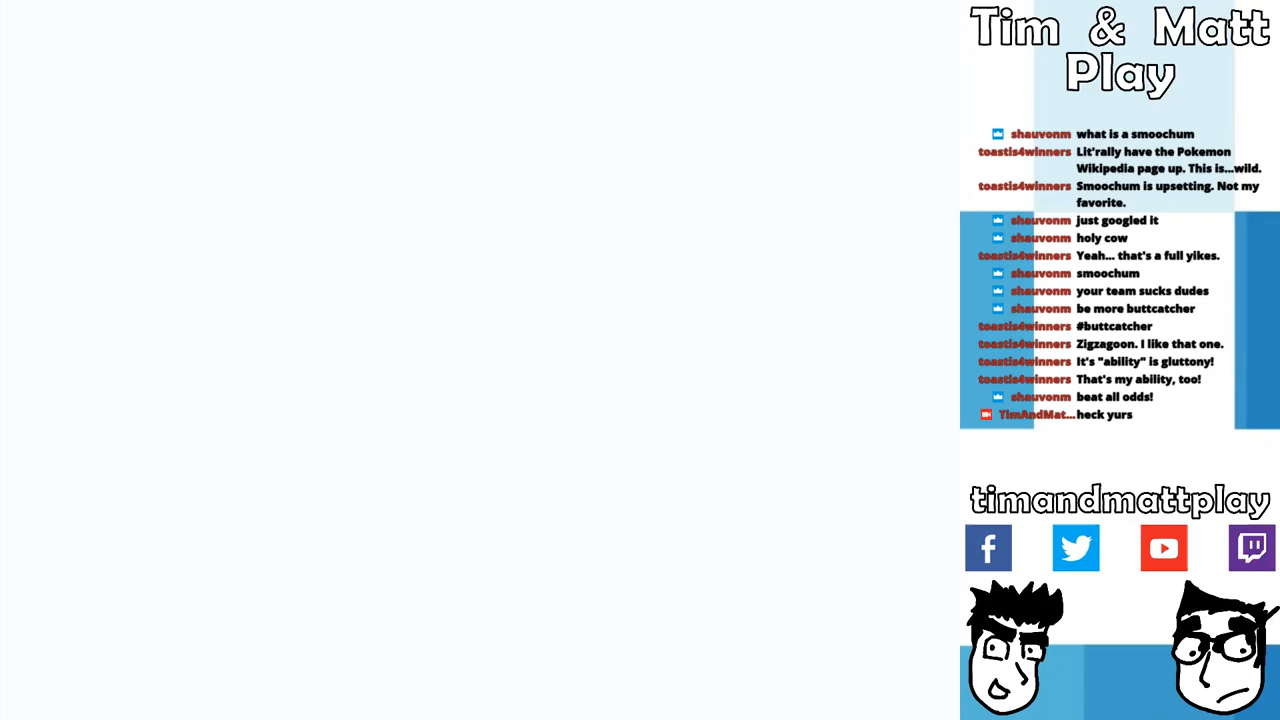 Tim & Matt
Play
shauvonm what is a smoochum
toastis4winners Lit'rally have the Pokemon
Wikipedia page up. This is...wild.
toastis4winners Smoochum is upsetting. Not my
favorite.
shauvonm just googled it
shauvonm holy cow
toastis4winners Yeah... that's a full yikes.
shauvonm smoochum
shauvonm your team sucks dudes
shauvonm be more buttcatcher
toastis4winners #buttcatcher
toastis4winners Zigzagoon. I like that one.
toastis4winners It's "ability" is gluttony!
toastis4winners That's my ability, too!
shauvonm beat all odds!
TimAndMat... heck yurs
timandmattplay